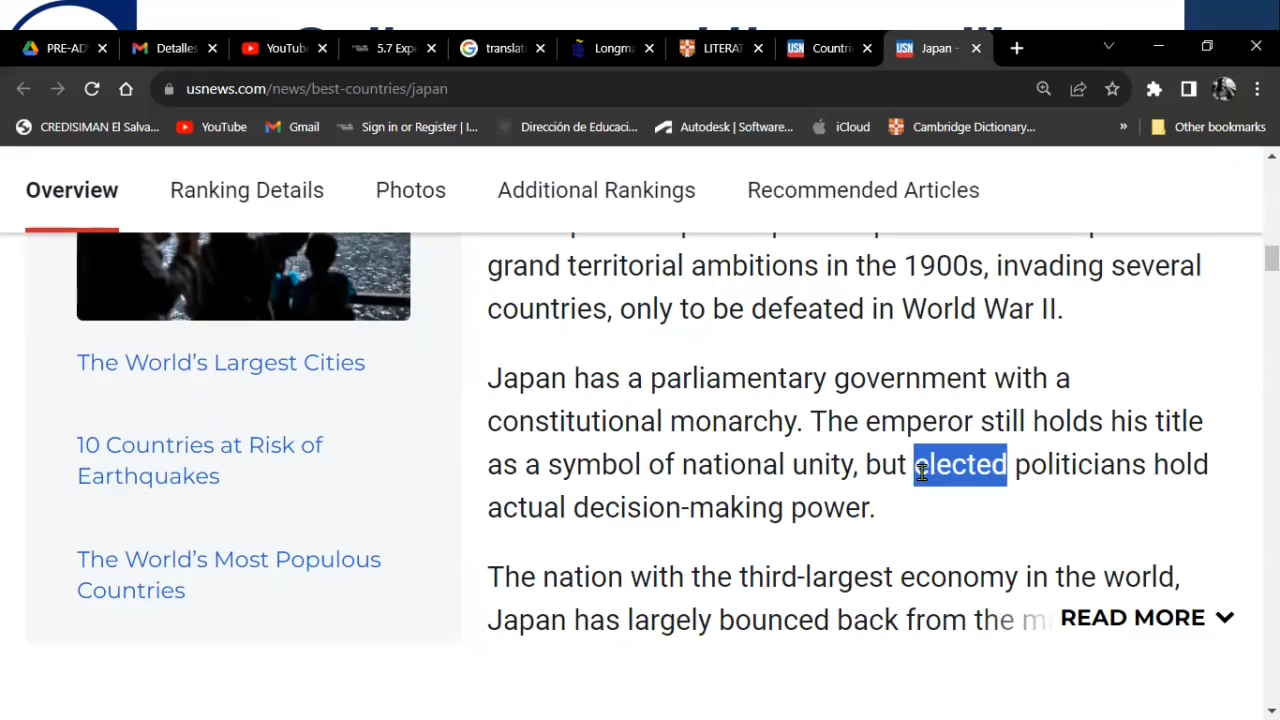 PRE-AD
Detalles
YouTub
5.7 Exp
translat
Longm
LITERA
USN
Countri
USN
Japan -
usnews.com/news/best-countries/japan
CREDISIMAN El Salva...
YouTube
Gmail
Sign in or Register | I...
Dirección de Educaci...
Autodesk | Software...
iCloud
Cambridge Dictionary...
»
Other bookmarks
Overview
Ranking Details
Photos
Additional Rankings
Recommended Articles
grand territorial ambitions in the 1900s, invading several
countries, only to be defeated in World War II.
The World’s Largest Cities
10 Countries at Risk of
Earthquakes
The World’s Most Populous
Countries
Japan has a parliamentary government with a
constitutional monarchy. The emperor still holds his title
as a symbol of national unity, but elected politicians hold
actual decision-making power.
The nation with the third-largest economy in the world,
Japan has largely bounced back from the
READ MORE